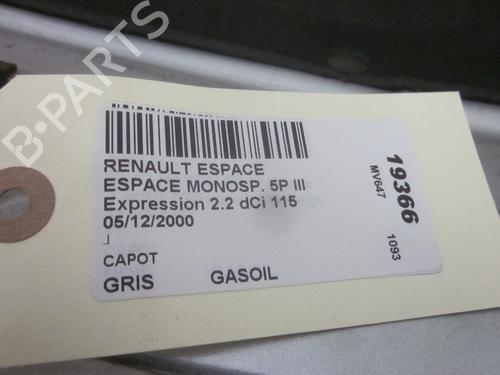 B-PARTS
RENAULT ESPACE
ESPACE MONOSP. 5P III
Expression 2.2 dCi 115
05/12/2000
CAPOT
GRIS GASOIL
19366
MV647
1093